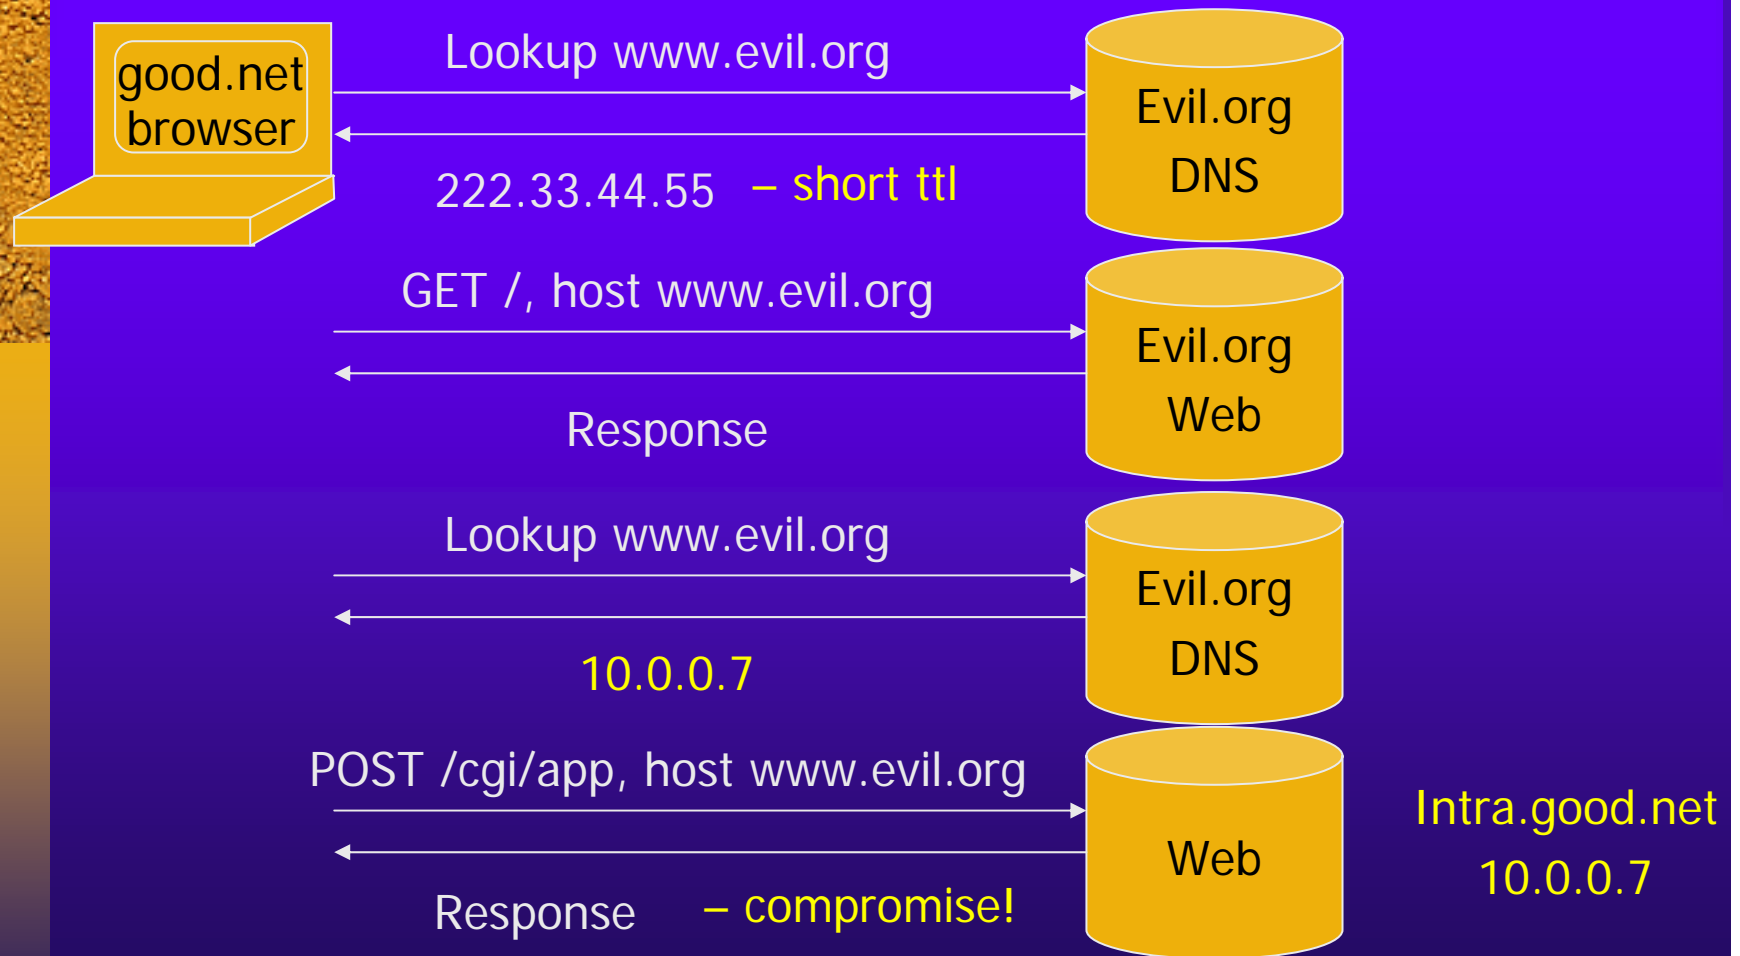 good.net
browser
Lookup www.evil.org
222.33.44.55 – short ttl
Evil.org
DNS
GET /, host www.evil.org
Response
Evil.org
Web
Lookup www.evil.org
10.0.0.7
Evil.org
DNS
POST /cgi/app, host www.evil.org
Response – compromise!
Web
Intra.good.net
10.0.0.7